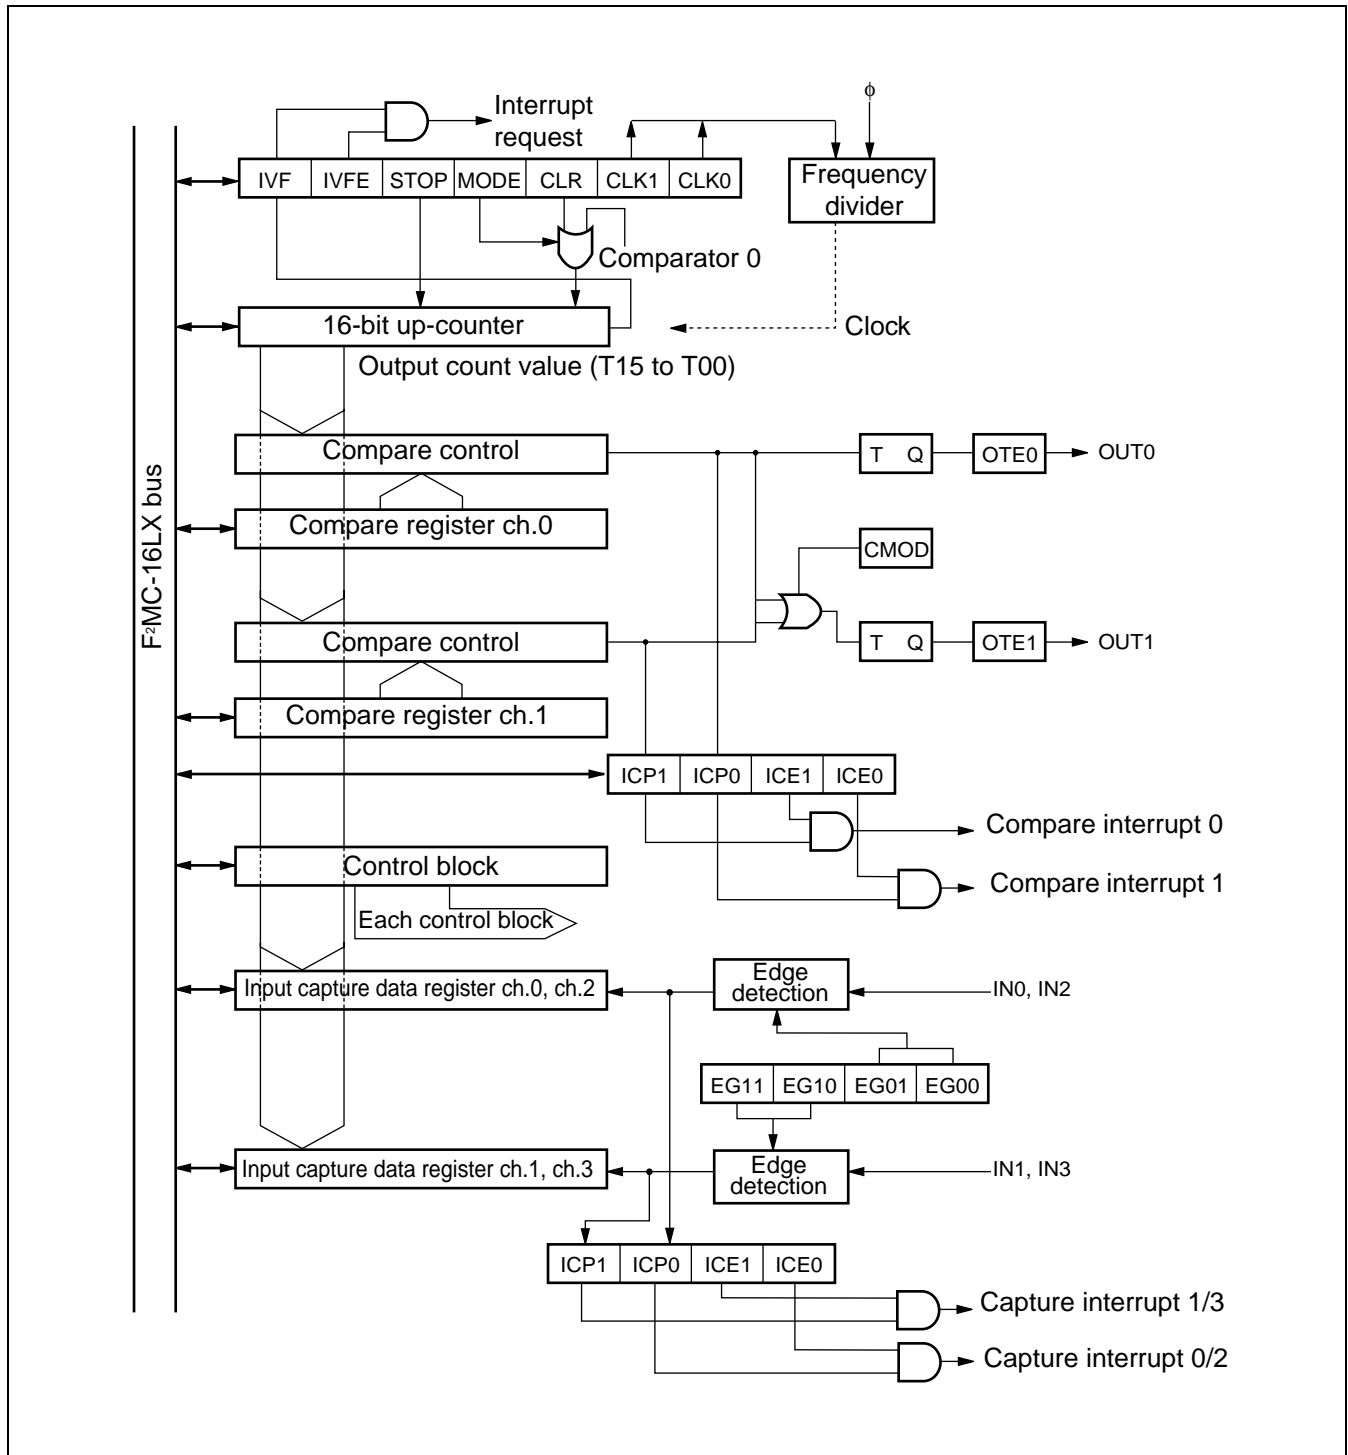 Interrupt
request
ϕ
IVF IVFE STOP MODE CLR CLK1 CLK0
Frequency
divider
Comparator 0
16-bit up-counter
Clock
Output count value (T15 to T00)
F²MC-16LX bus
Compare control
T Q
OTE0
OUT0
Compare register ch.0
CMOD
Compare control
T Q
OTE1
OUT1
Compare register ch.1
ICP1 ICP0 ICE1 ICE0
Compare interrupt 0
Control block
Compare interrupt 1
Each control block
Edge
detection
Input capture data register ch.0, ch.2
IN0, IN2
EG11 EG10 EG01 EG00
Edge
detection
Input capture data register ch.1, ch.3
IN1, IN3
ICP1 ICP0 ICE1 ICE0
Capture interrupt 1/3
Capture interrupt 0/2